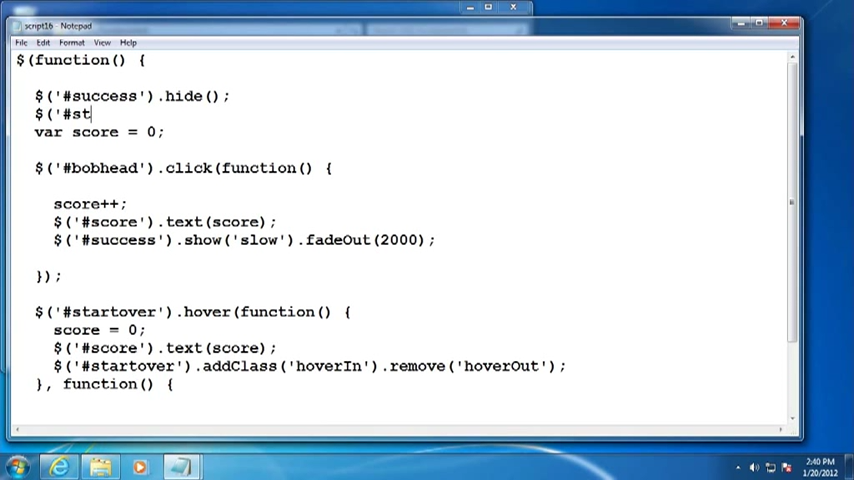 script16 - Notepad
File Edit Format View Help
$(function() {
$('#success').hide();
$('#st
var score = 0;
$('#bobhead').click(function() {
score++;
$('#score').text(score);
$('#success').show('slow').fadeOut(2000);
});
$('#startover').hover(function() {
score = 0;
$('#score').text(score);
$('#startover').addClass('hoverIn').remove('hoverOut');
}, function() {
2:40 PM
1/20/2012